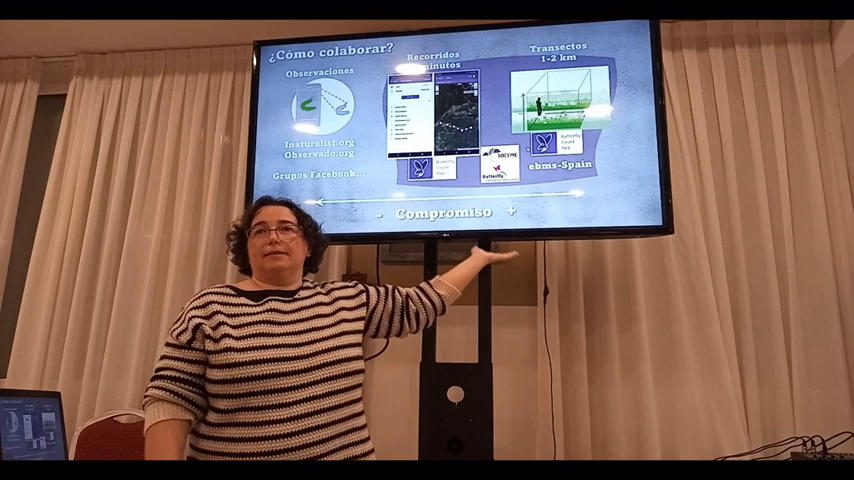 ¿Cómo colaborar?
Observaciones
Inaturalist.org
Observado.org
Grupos Facebook...
Recorridos
minutos
Butterfly
Count
App
SOCEME
Butterfly
Transectos
1-2 km
Butterfly
Count
App
ebms-Spain
- Compromiso +